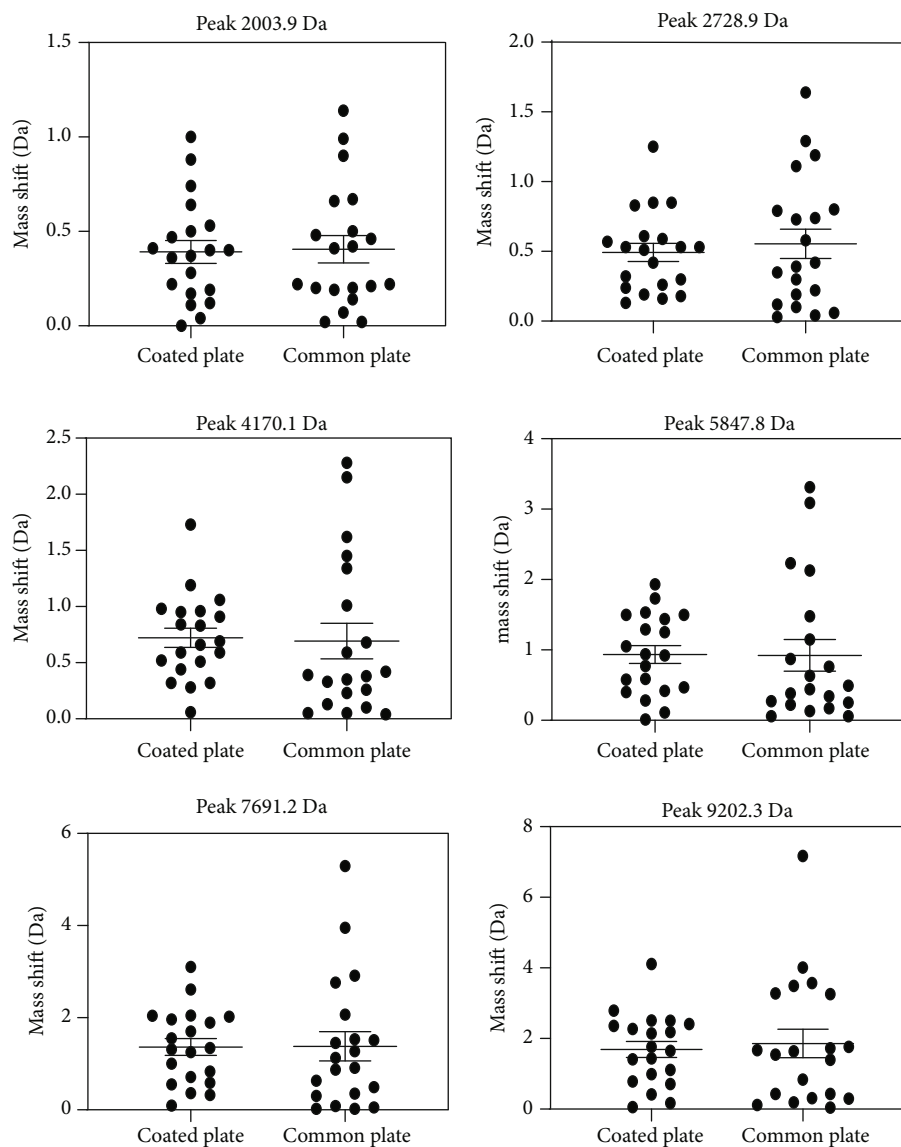 Peak 2003.9 Da
Mass shift (Da)
1.5
1.0
0.5
0.0
Coated plate Common plate
Peak 2728.9 Da
Mass shift (Da)
2.0
1.5
1.0
0.5
0.0
Coated plate Common plate
Peak 4170.1 Da
Mass shift (Da)
2.5
2.0
1.5
1.0
0.5
0.0
Coated plate Common plate
Peak 5847.8 Da
mass shift (Da)
4
3
2
1
0
Coated plate Common plate
Peak 7691.2 Da
Mass shift (Da)
6
4
2
0
Coated plate Common plate
Peak 9202.3 Da
Mass shift (Da)
8
6
4
2
0
Coated plate Common plate